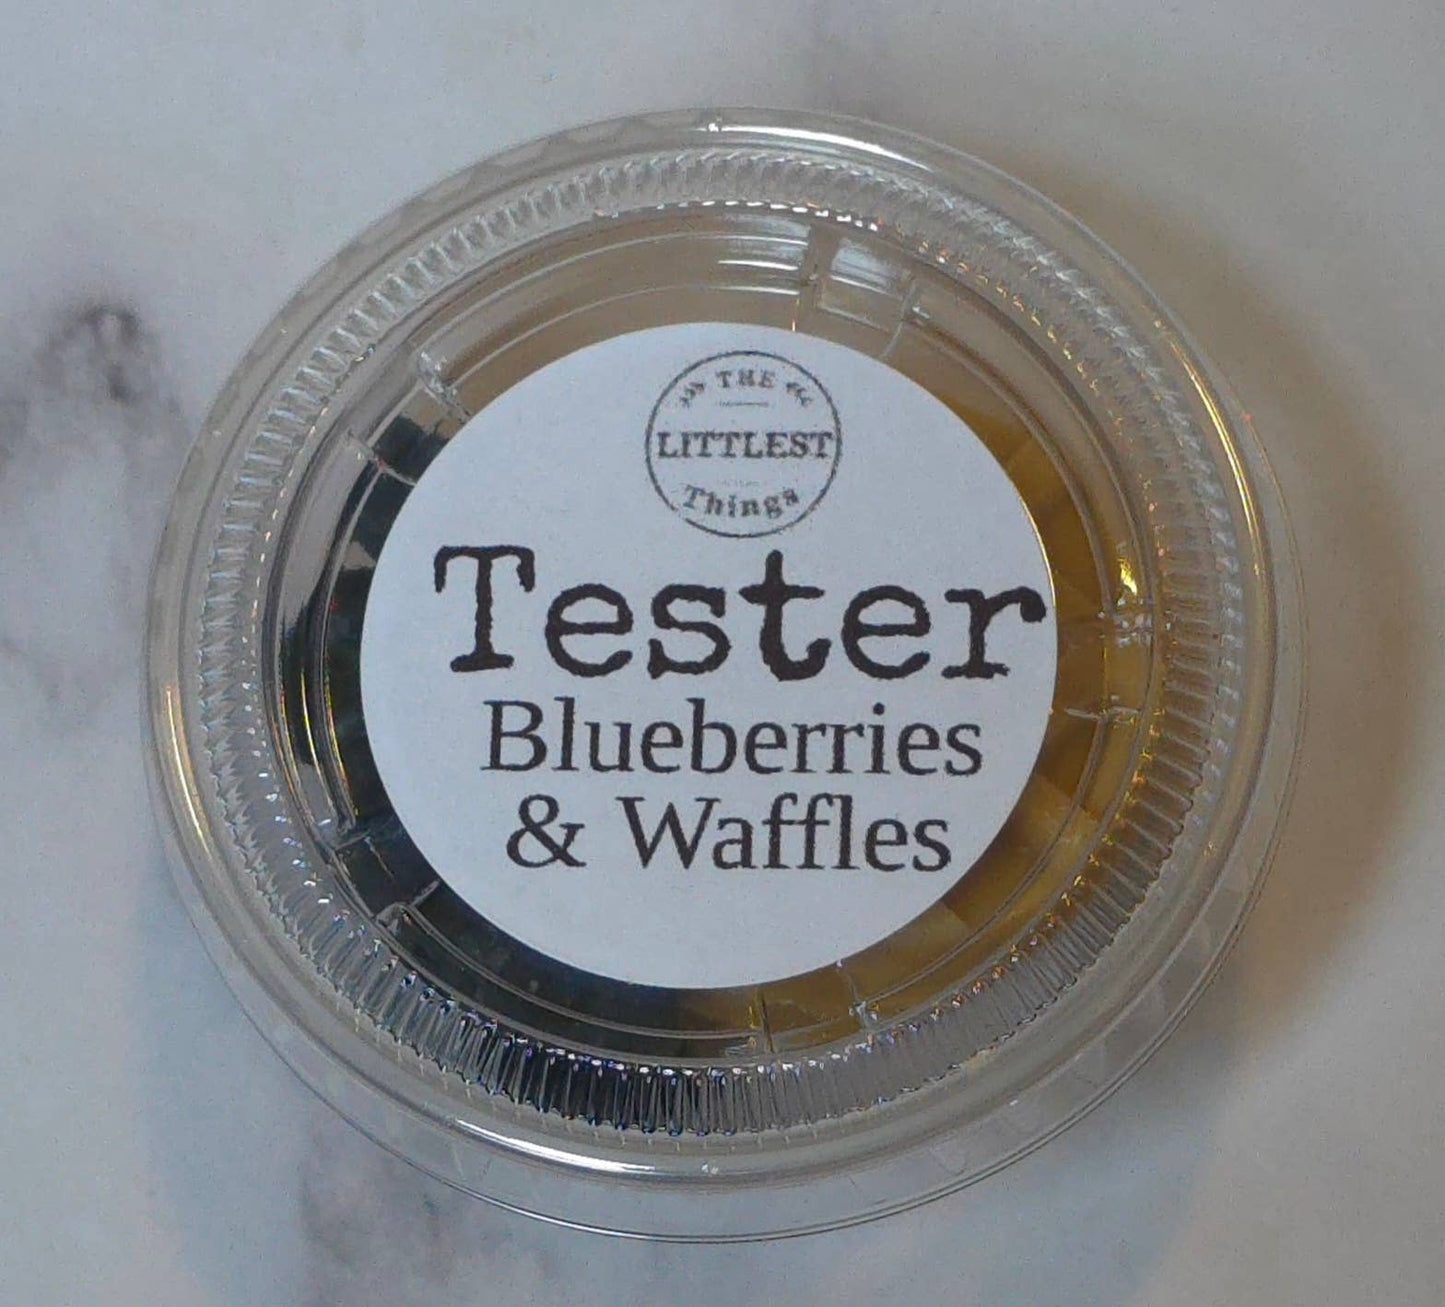 THE
LITTLEST
Things
Tester
Blueberries
& Waffles